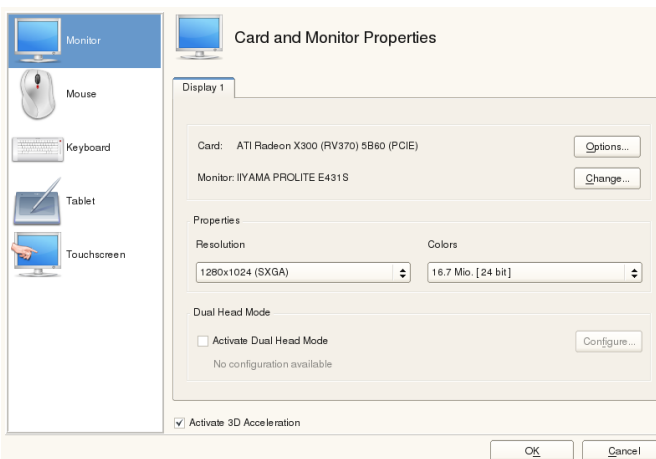 Monitor
Mouse
Keyboard
Tablet
Touchscreen
Card and Monitor Properties
Display 1
Card: ATI Radeon X300 (RV370) 5B60 (PCIE)
Options...
Monitor: IIYAMA PROLITE E431S
Change...
Properties
Resolution
Colors
1280x1024 (SXGA)
16.7 Mio. [ 24 bit ]
Dual Head Mode
Activate Dual Head Mode
Configure...
No configuration available
Activate 3D Acceleration
OK
Cancel